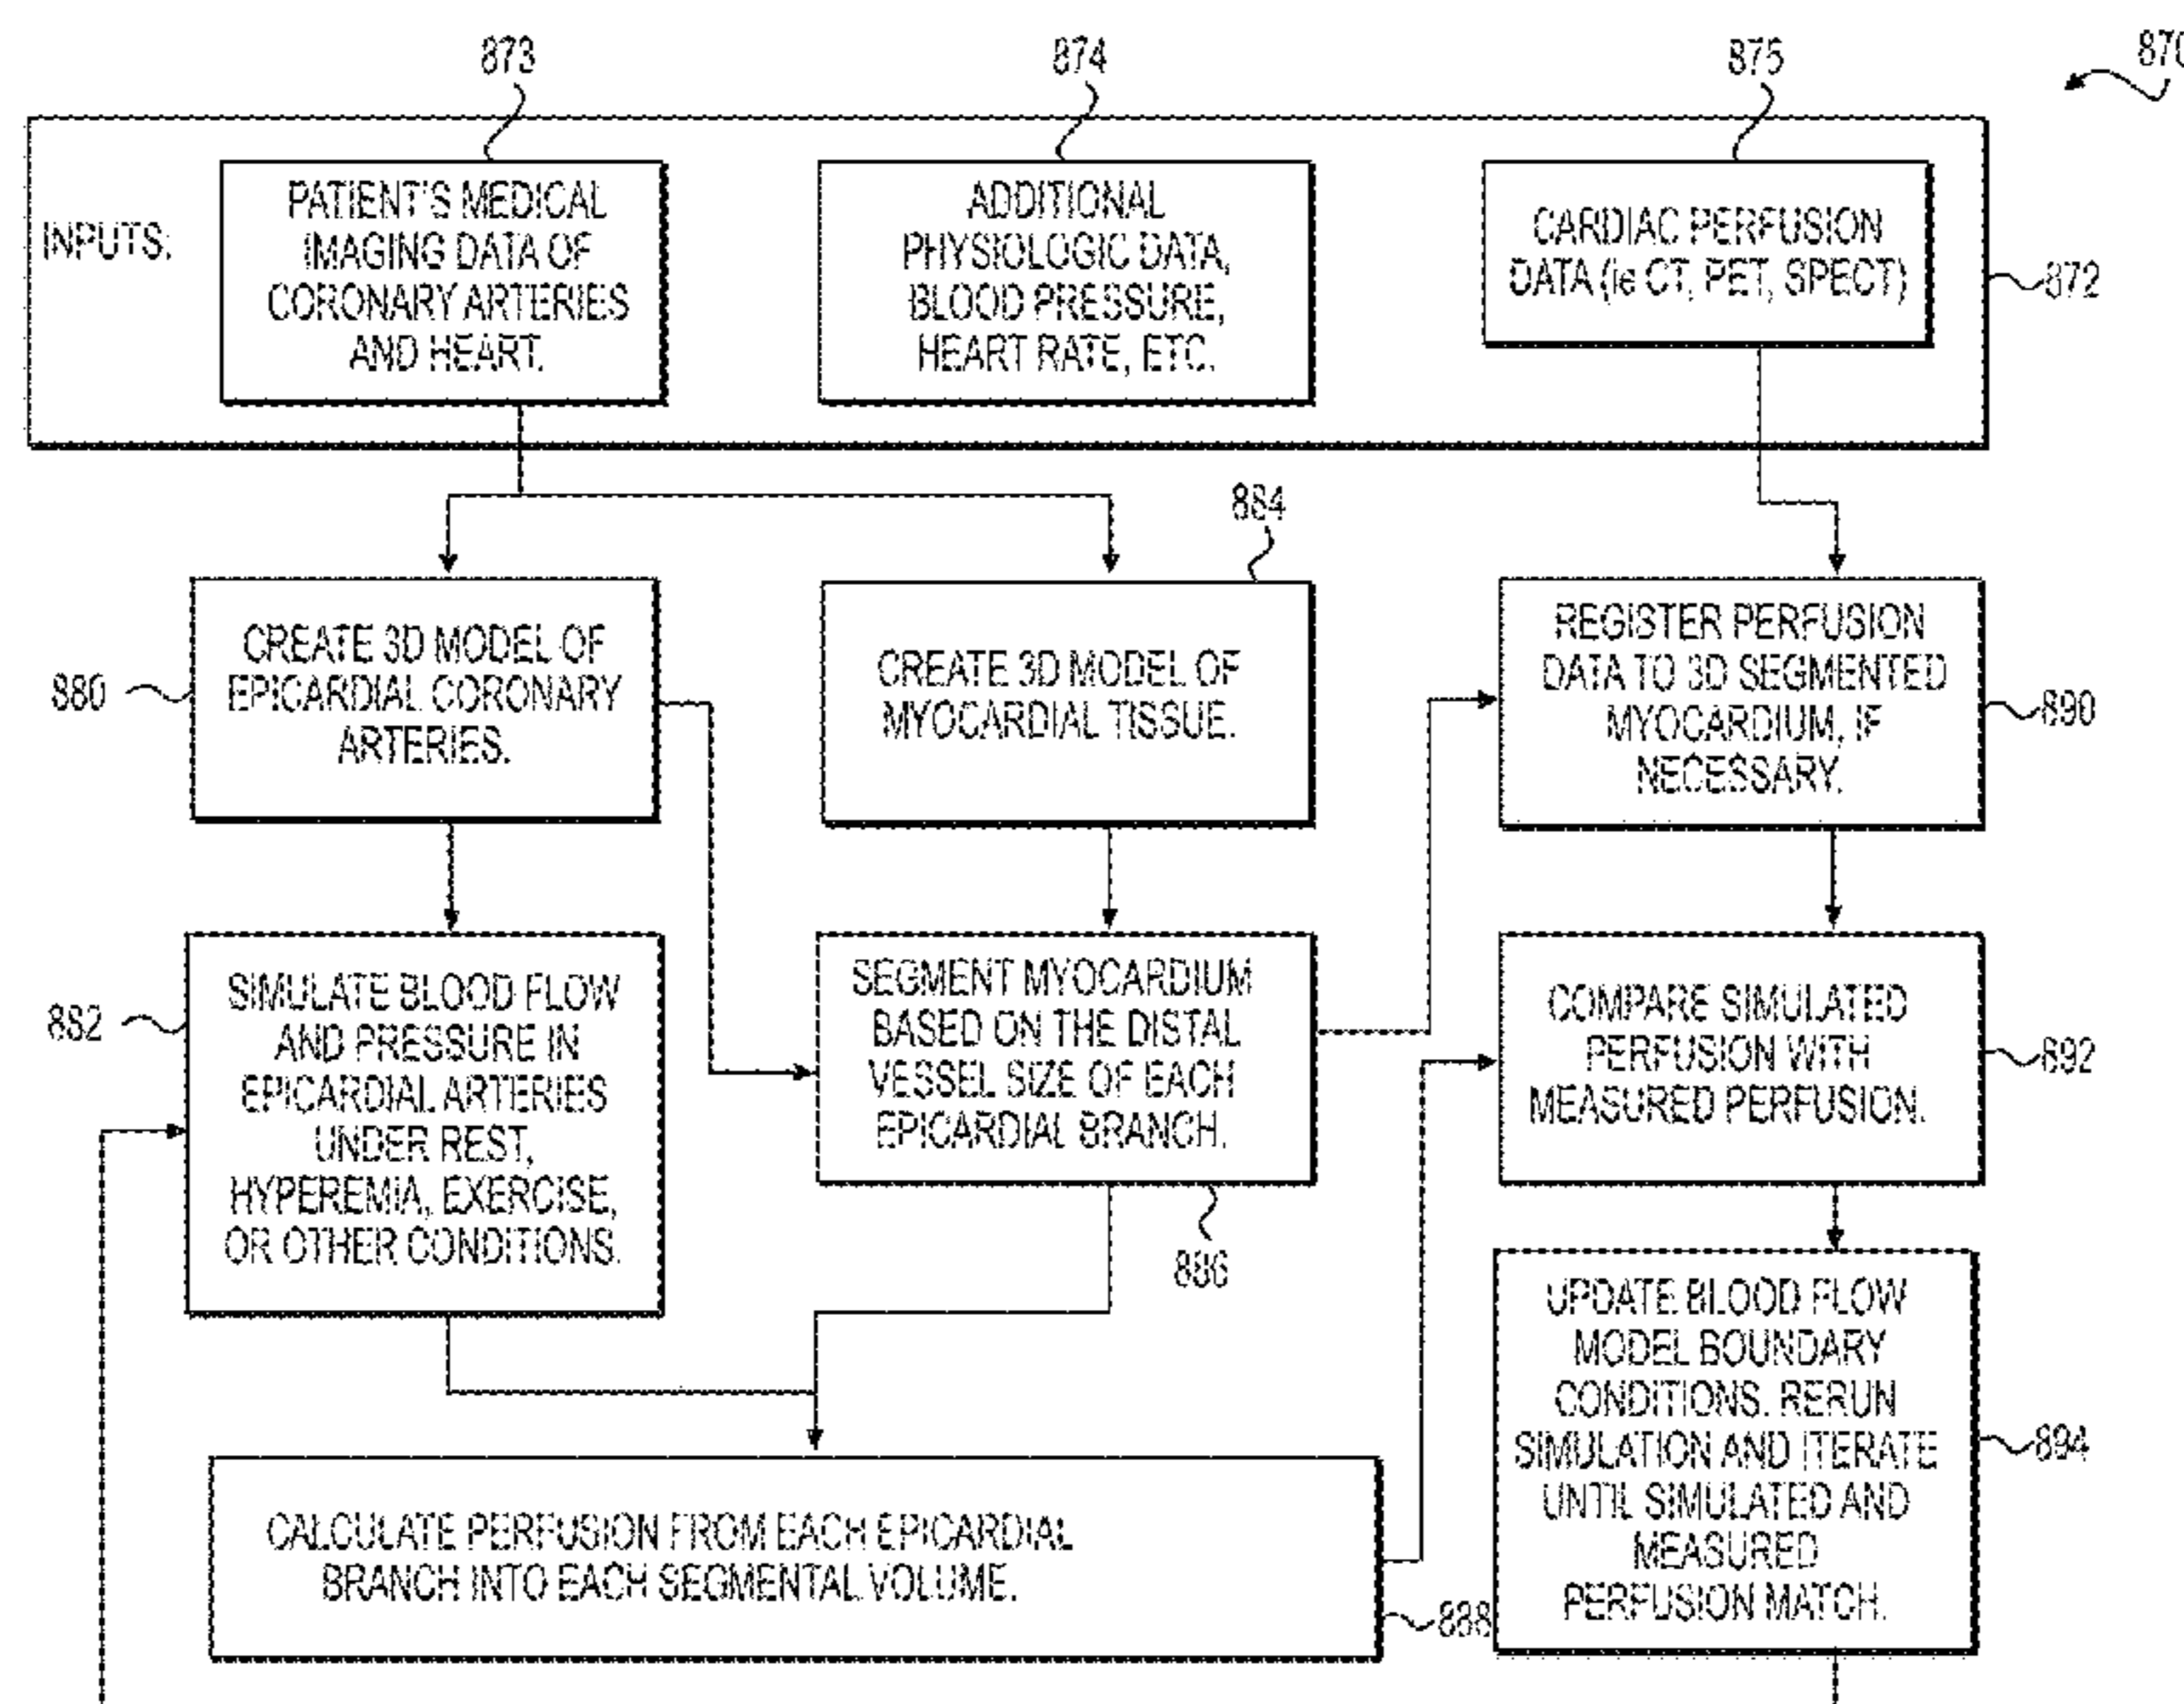 873
874
875
870
INPUTS:
PATIENT'S MEDICAL
IMAGING DATA OF
CORONARY ARTERIES
AND HEART.
ADDITIONAL
PHYSIOLOGIC DATA,
BLOOD PRESSURE,
HEART RATE, ETC.
CARDIAC PERFUSION
DATA (ie CT, PET, SPECT)
872
884
880
CREATE 3D MODEL OF
EPICARDIAL CORONARY
ARTERIES.
CREATE 3D MODEL OF
MYOCARDIAL TISSUE.
REGISTER PERFUSION
DATA TO 3D SEGMENTED
MYOCARDIUM, IF
NECESSARY.
890
882
SIMULATE BLOOD FLOW
AND PRESSURE IN
EPICARDIAL ARTERIES
UNDER REST,
HYPEREMIA, EXERCISE,
OR OTHER CONDITIONS.
SEGMENT MYOCARDIUM
BASED ON THE DISTAL
VESSEL SIZE OF EACH
EPICARDIAL BRANCH.
886
COMPARE SIMULATED
PERFUSION WITH
MEASURED PERFUSION.
892
UPDATE BLOOD FLOW
MODEL BOUNDARY
CONDITIONS. RERUN
SIMULATION AND ITERATE
UNTIL SIMULATED AND
MEASURED
PERFUSION MATCH.
894
CALCULATE PERFUSION FROM EACH EPICARDIAL
BRANCH INTO EACH SEGMENTAL VOLUME.
888